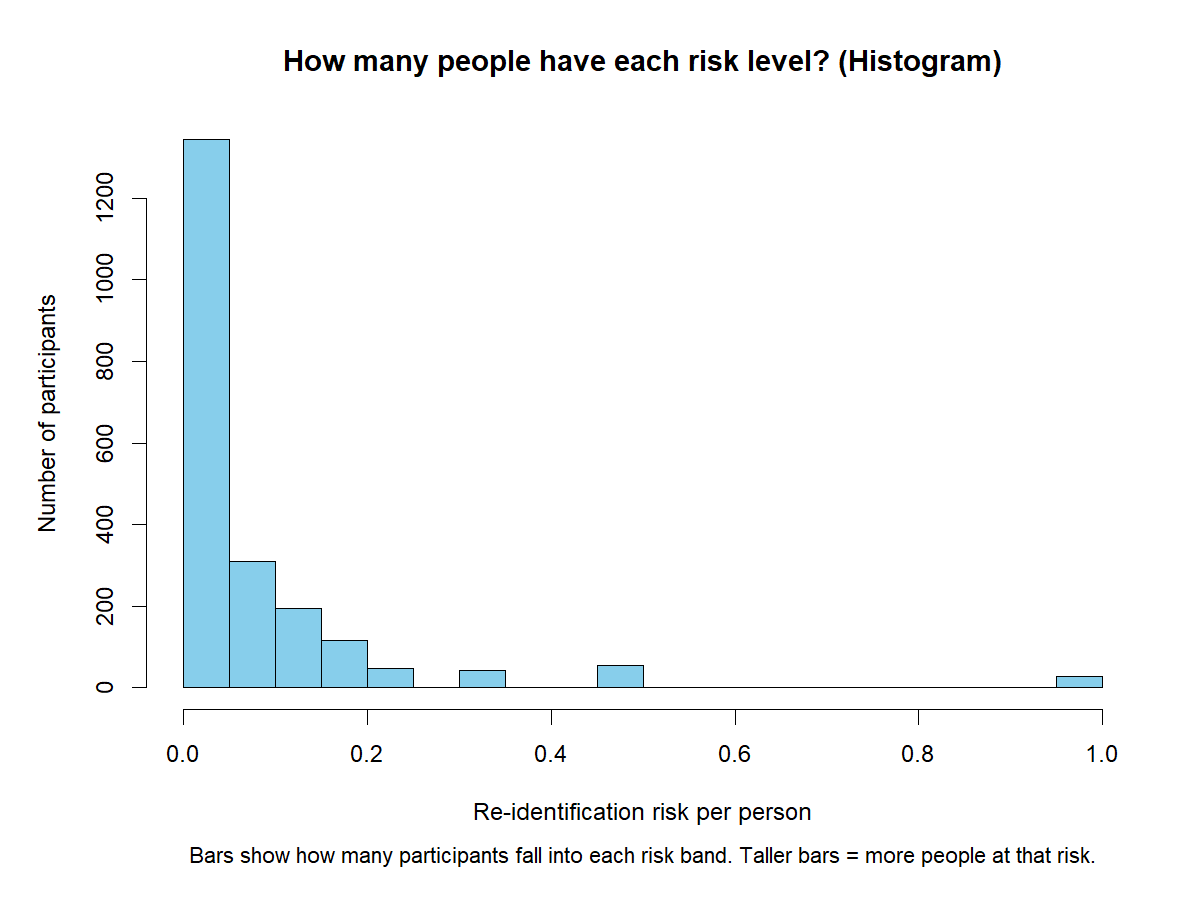 How many people have each risk level? (Histogram)
Number of participants
1200
1000
800
600
400
200
0
0.0 0.2 0.4 0.6 0.8 1.0
Re-identification risk per person
Bars show how many participants fall into each risk band. Taller bars = more people at that risk.